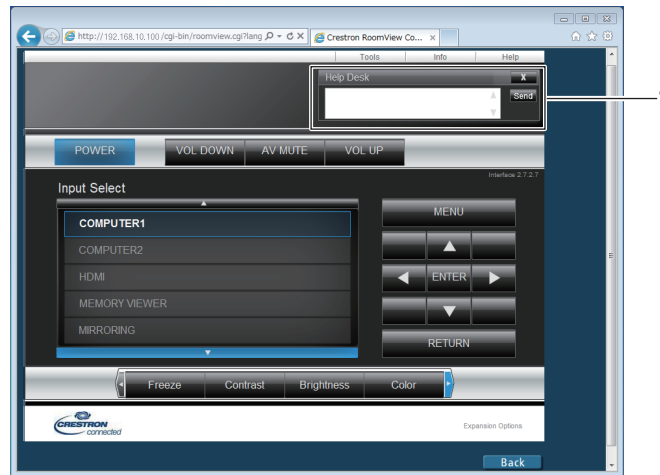 http://192.168.10.100/cgi-bin/roomview.cgi?lang
Crestron RoomView Co...
Tools Info Help
Help Desk X
Send
POWER VOL DOWN AV MUTE VOL UP
Interface 2.7.2.7
Input Select
COMPUTER1
COMPUTER2
HDMI
MEMORY VIEWER
MIRRORING
MENU
ENTER
RETURN
Freeze Contrast Brightness Color
CRESTRON
connected
Expansion Options
Back